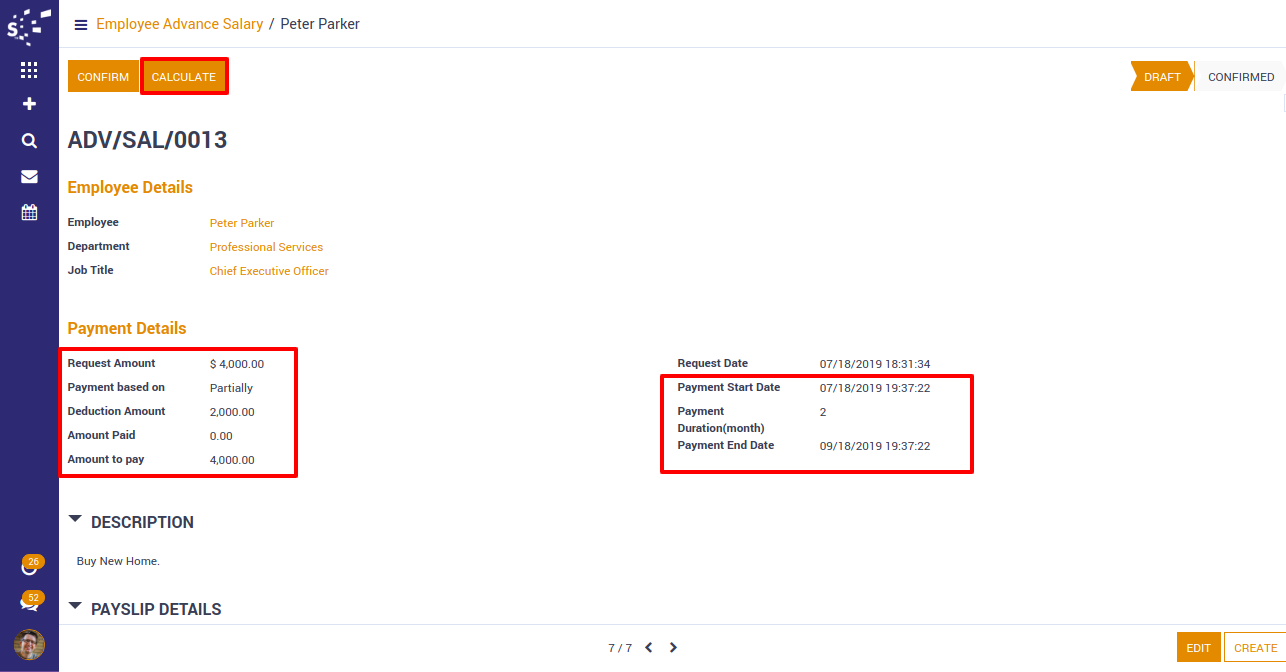 S
Employee Advance Salary / Peter Parker
CONFIRM CALCULATE DRAFT CONFIRMED
ADV/SAL/0013
Employee Details
Employee Peter Parker
Department Professional Services
Job Title Chief Executive Officer
Payment Details
Request Amount $ 4,000.00
Payment based on Partially
Deduction Amount 2,000.00
Amount Paid 0.00
Amount to pay 4,000.00
Request Date 07/18/2019 18:31:34
Payment Start Date 07/18/2019 19:37:22
Payment 2
Duration(month)
Payment End Date 09/18/2019 19:37:22
DESCRIPTION
Buy New Home.
PAYSLIP DETAILS
26
52
7 / 7
EDIT CREATE